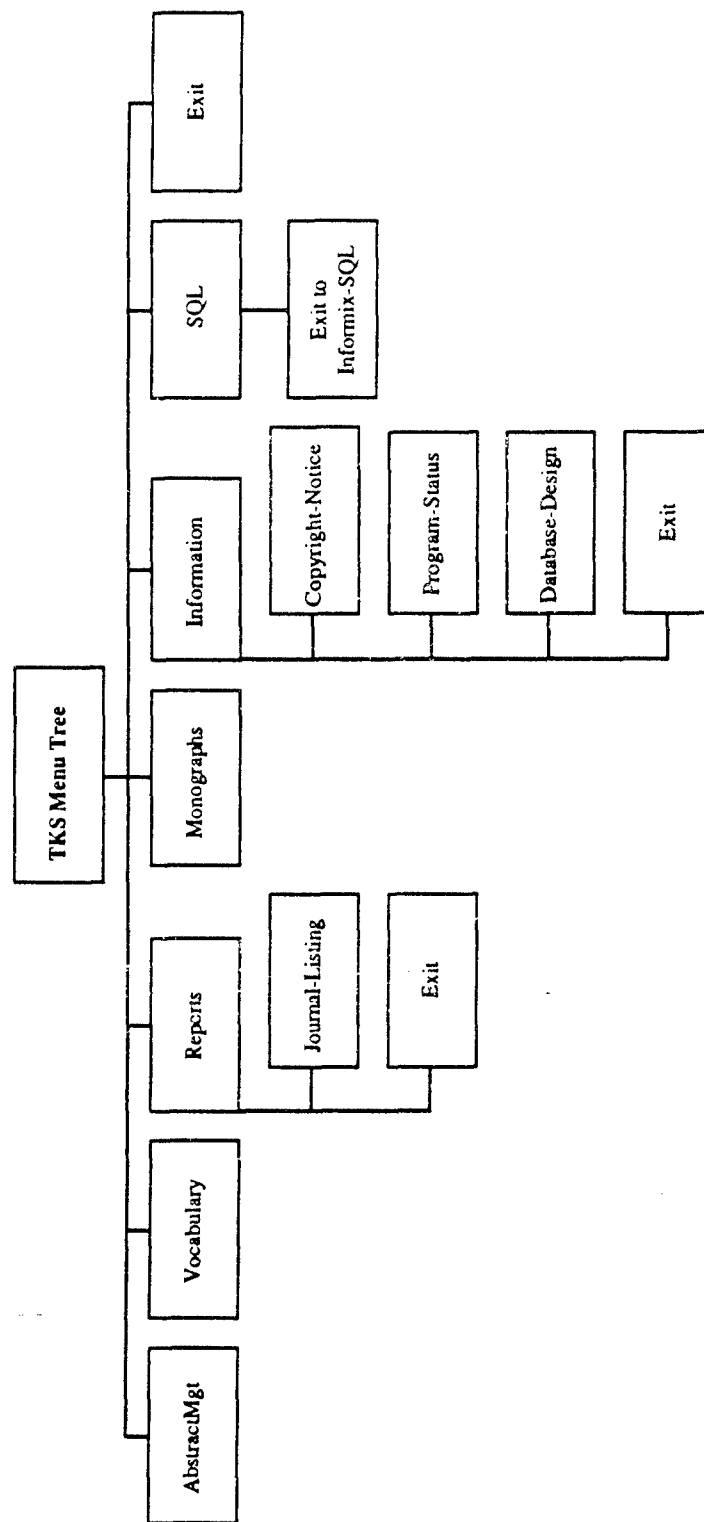 TKS Menu Tree
AbstractMgt
Vocabulary
Reports
Monographs
Information
SQL
Exit
Journal-Listing
Exit
Copyright-Notice
Program-Status
Database-Design
Exit
Exit to
Informix-SQL